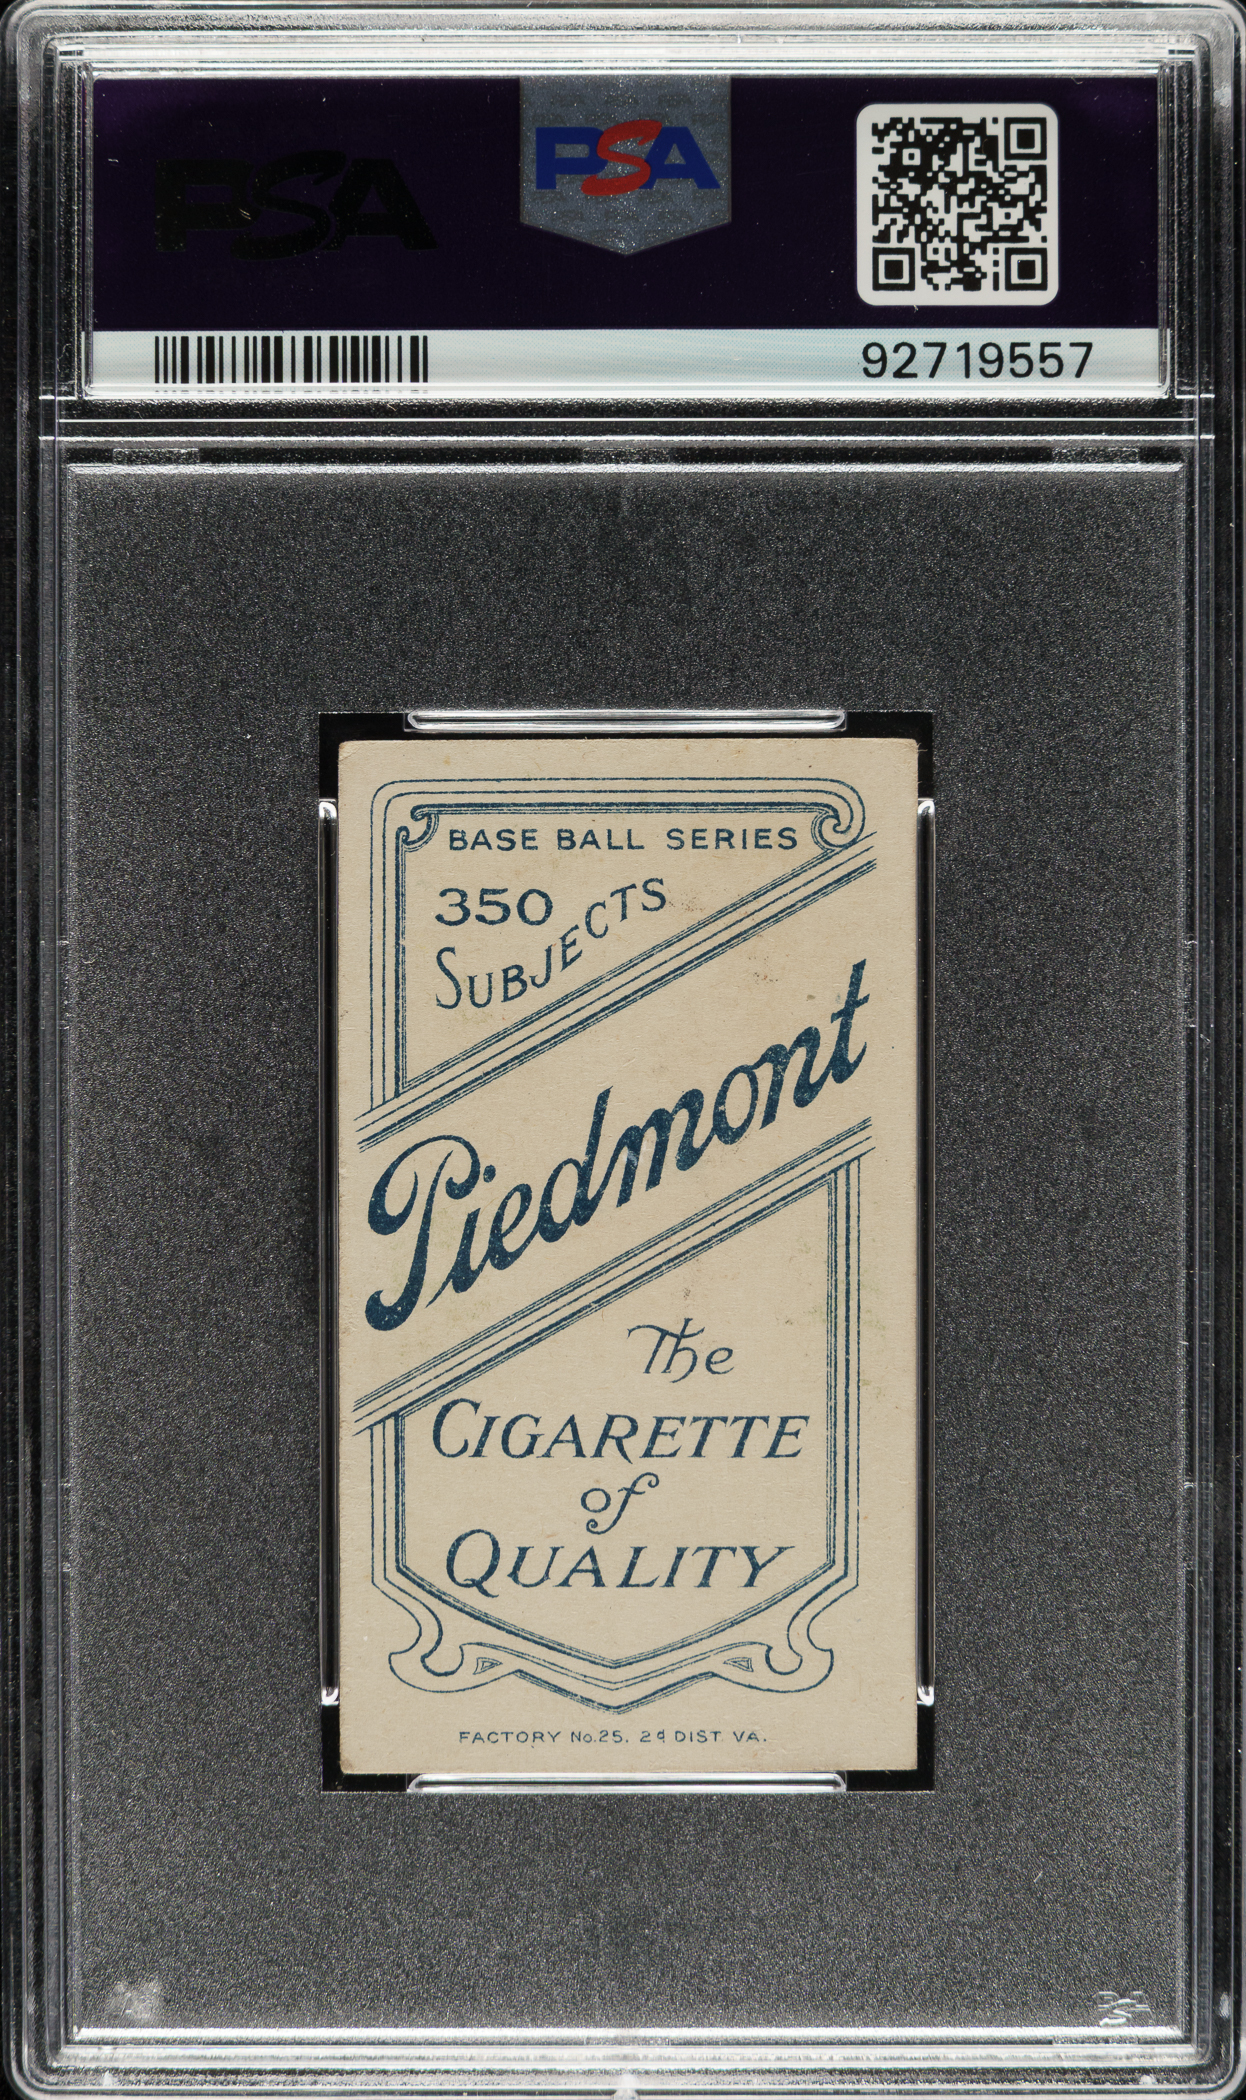 PSA
PSA
92719557
BASE BALL SERIES
350
SUBJECTS
Piedmont
The
CIGARETTE
of
QUALITY
FACTORY No. 25. 2d DIST. VA.